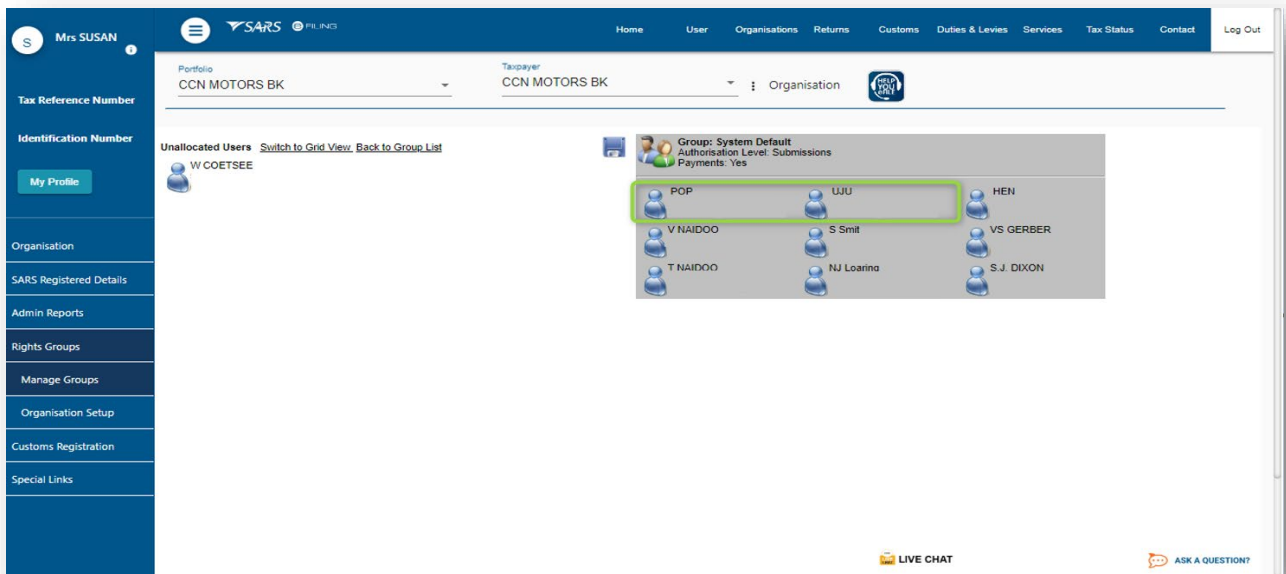 S
Mrs SUSAN
Tax Reference Number
Identification Number
My Profile
Organisation
SARS Registered Details
Admin Reports
Rights Groups
Manage Groups
Organisation Setup
Customs Registration
Special Links
SARS eFILING
Home User Organisations Returns Customs Duties & Levies Services Tax Status Contact Log Out
Portfolio
CCN MOTORS BK
Taxpayer
CCN MOTORS BK
Organisation
HELP YOU eFILE
Unallocated Users Switch to Grid View Back to Group List
W COETSEE
Group: System Default
Authorisation Level: Submissions
Payments: Yes
POP UJU HEN
V NAIDOO S Smit VS GERBER
T NAIDOO NJ Loaring S.J. DIXON
LIVE CHAT
ASK A QUESTION?